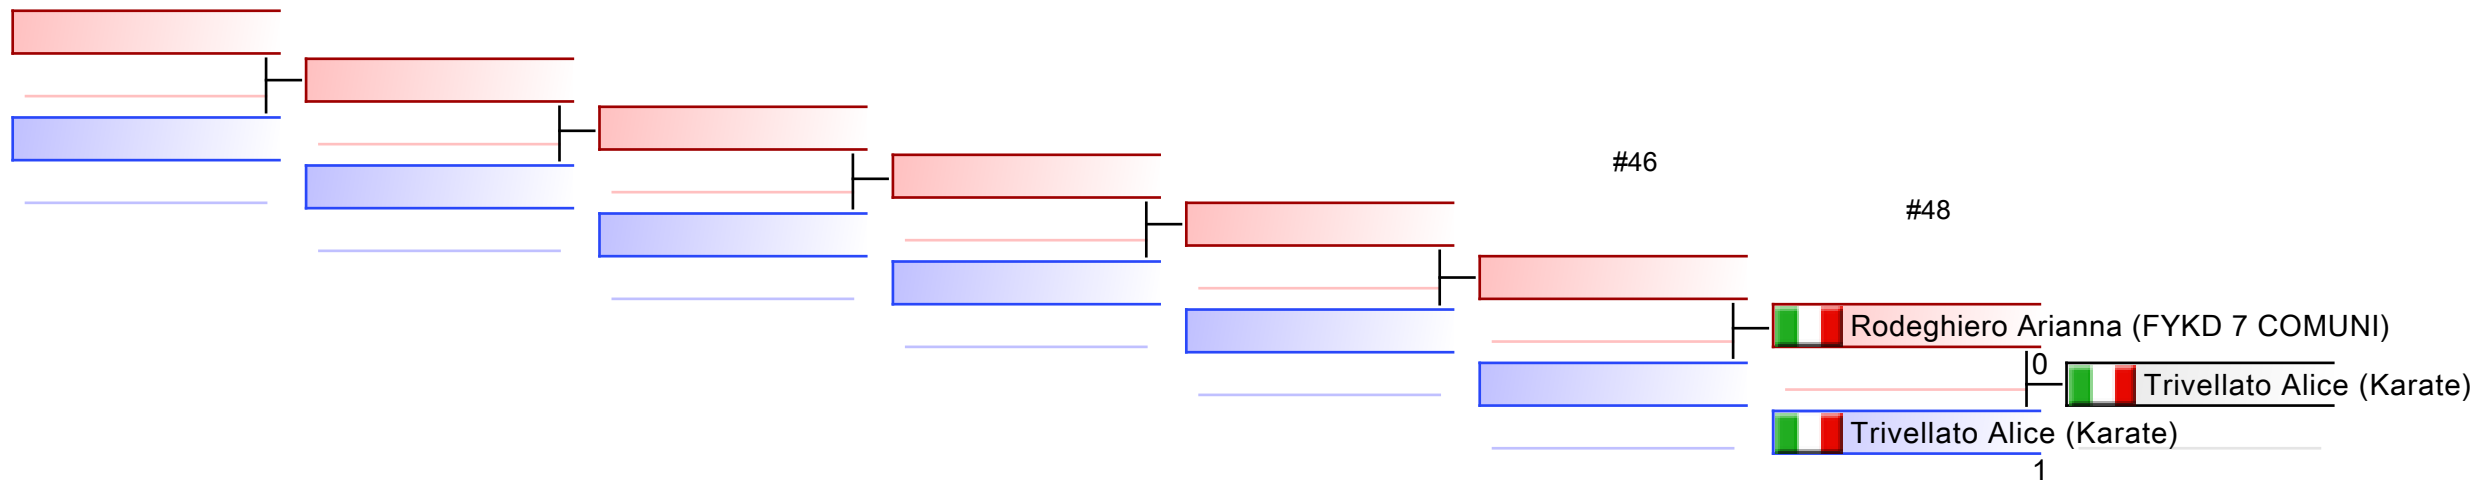 #46
#48
Rodeghiero Arianna (FYKD 7 COMUNI)
0
Trivellato Alice (Karate)
Trivellato Alice (Karate)
1